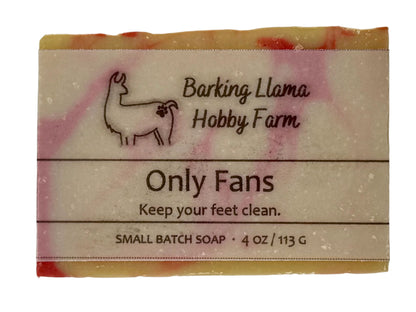 Barking Llama
Hobby Farm
Only Fans
Keep your feet clean.
SMALL BATCH SOAP · 4 OZ / 113 G